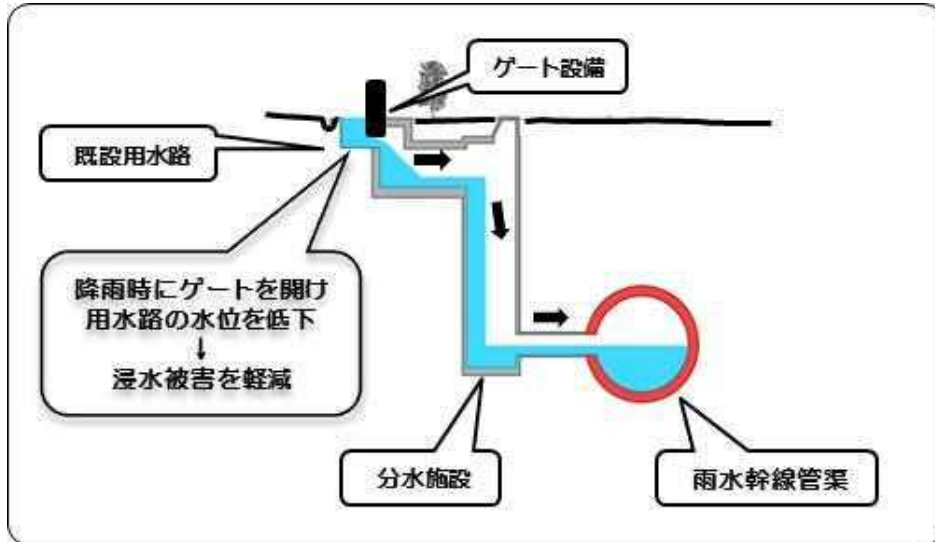 ゲート設備
既設用水路
降雨時にゲートを開け
用水路の水位を低下
↓
浸水被害を軽減
分水施設
雨水幹線管渠